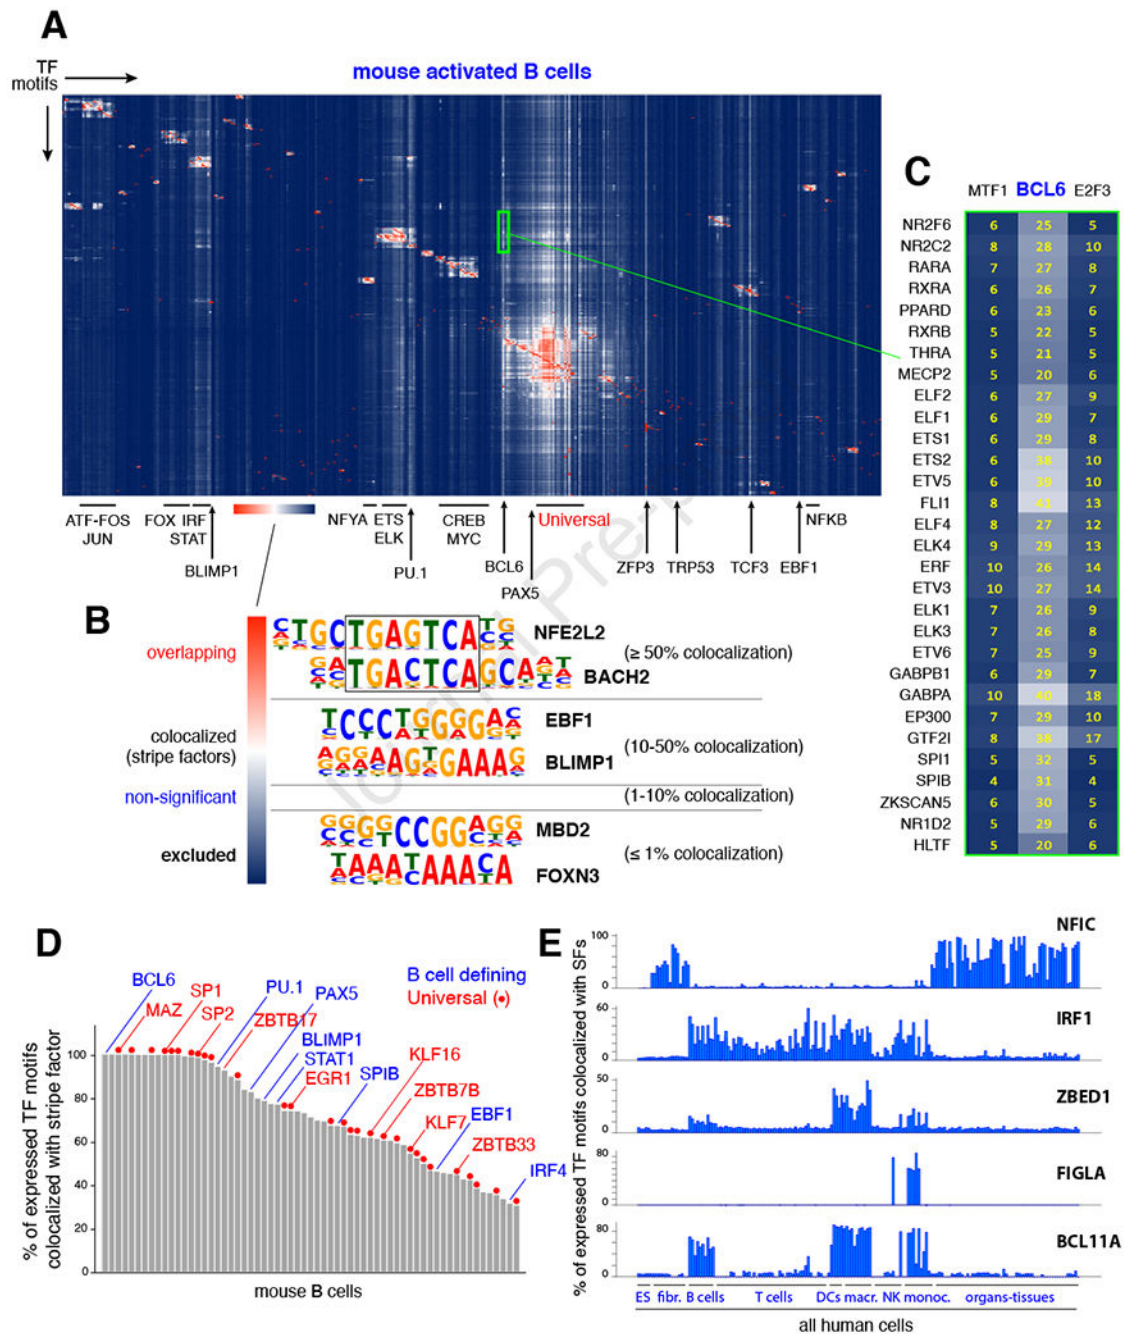 A
TF
motifs
mouse activated B cells
ATF-FOS
JUN
FOX IRF
STAT
BLIMP1
NFYA ETS
ELK
PU.1
CREB
MYC
BCL6
PAX5
Universal
ZFP3
TRP53
TCF3
EBF1
NFKB
B
overlapping
colocalized
(stripe factors)
non-significant
excluded
NFE2L2
BACH2
(≥ 50% colocalization)
EBF1
BLIMP1
(10-50% colocalization)
(1-10% colocalization)
MBD2
FOXN3
(≤ 1% colocalization)
C
MTF1 BCL6 E2F3
NR2F6 6 25 5
NR2C2 8 28 10
RARA 7 27 8
RXRA 6 26 7
PPARD 6 23 6
RXRB 5 22 5
THRA 5 21 5
MECP2 5 20 6
ELF2 6 27 9
ELF1 6 29 7
ETS1 6 29 8
ETS2 6 38 10
ETV5 6 39 10
FLI1 8 41 13
ELF4 8 27 12
ELK4 9 29 13
ERF 10 26 14
ETV3 10 27 14
ELK1 7 26 9
ELK3 7 26 8
ETV6 7 25 9
GABPB1 6 29 7
GABPA 10 40 18
EP300 7 29 10
GTF2I 8 38 17
SPI1 5 32 5
SPIB 4 31 4
ZKSCAN5 6 30 5
NR1D2 5 29 6
HLTF 5 20 6
D
% of expressed TF motifs
colocalized with stripe factor
100
80
60
40
20
0
B cell defining
Universal (•)
BCL6
MAZ
SP1
SP2
PU.1
ZBTB17
PAX5
BLIMP1
STAT1
EGR1
SPIB
KLF16
ZBTB7B
KLF7
EBF1
ZBTB33
IRF4
mouse B cells
E
% of expressed TF motifs colocalized with SFs
NFIC
100
0
IRF1
60
0
ZBED1
50
0
FIGLA
80
0
BCL11A
80
0
ES fibr. B cells T cells DCs macr. NK monoc. organs-tissues
all human cells